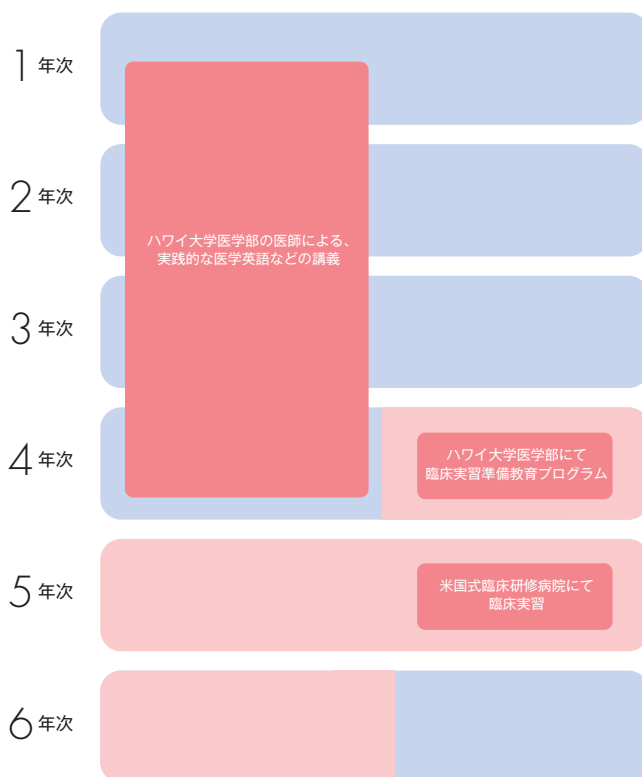 1 年次
2 年次
ハワイ大学医学部の医師による、
実践的な医学英語などの講義
3 年次
4 年次
ハワイ大学医学部にて
臨床実習準備教育プログラム
5 年次
米国式臨床研修病院にて
臨床実習
6 年次